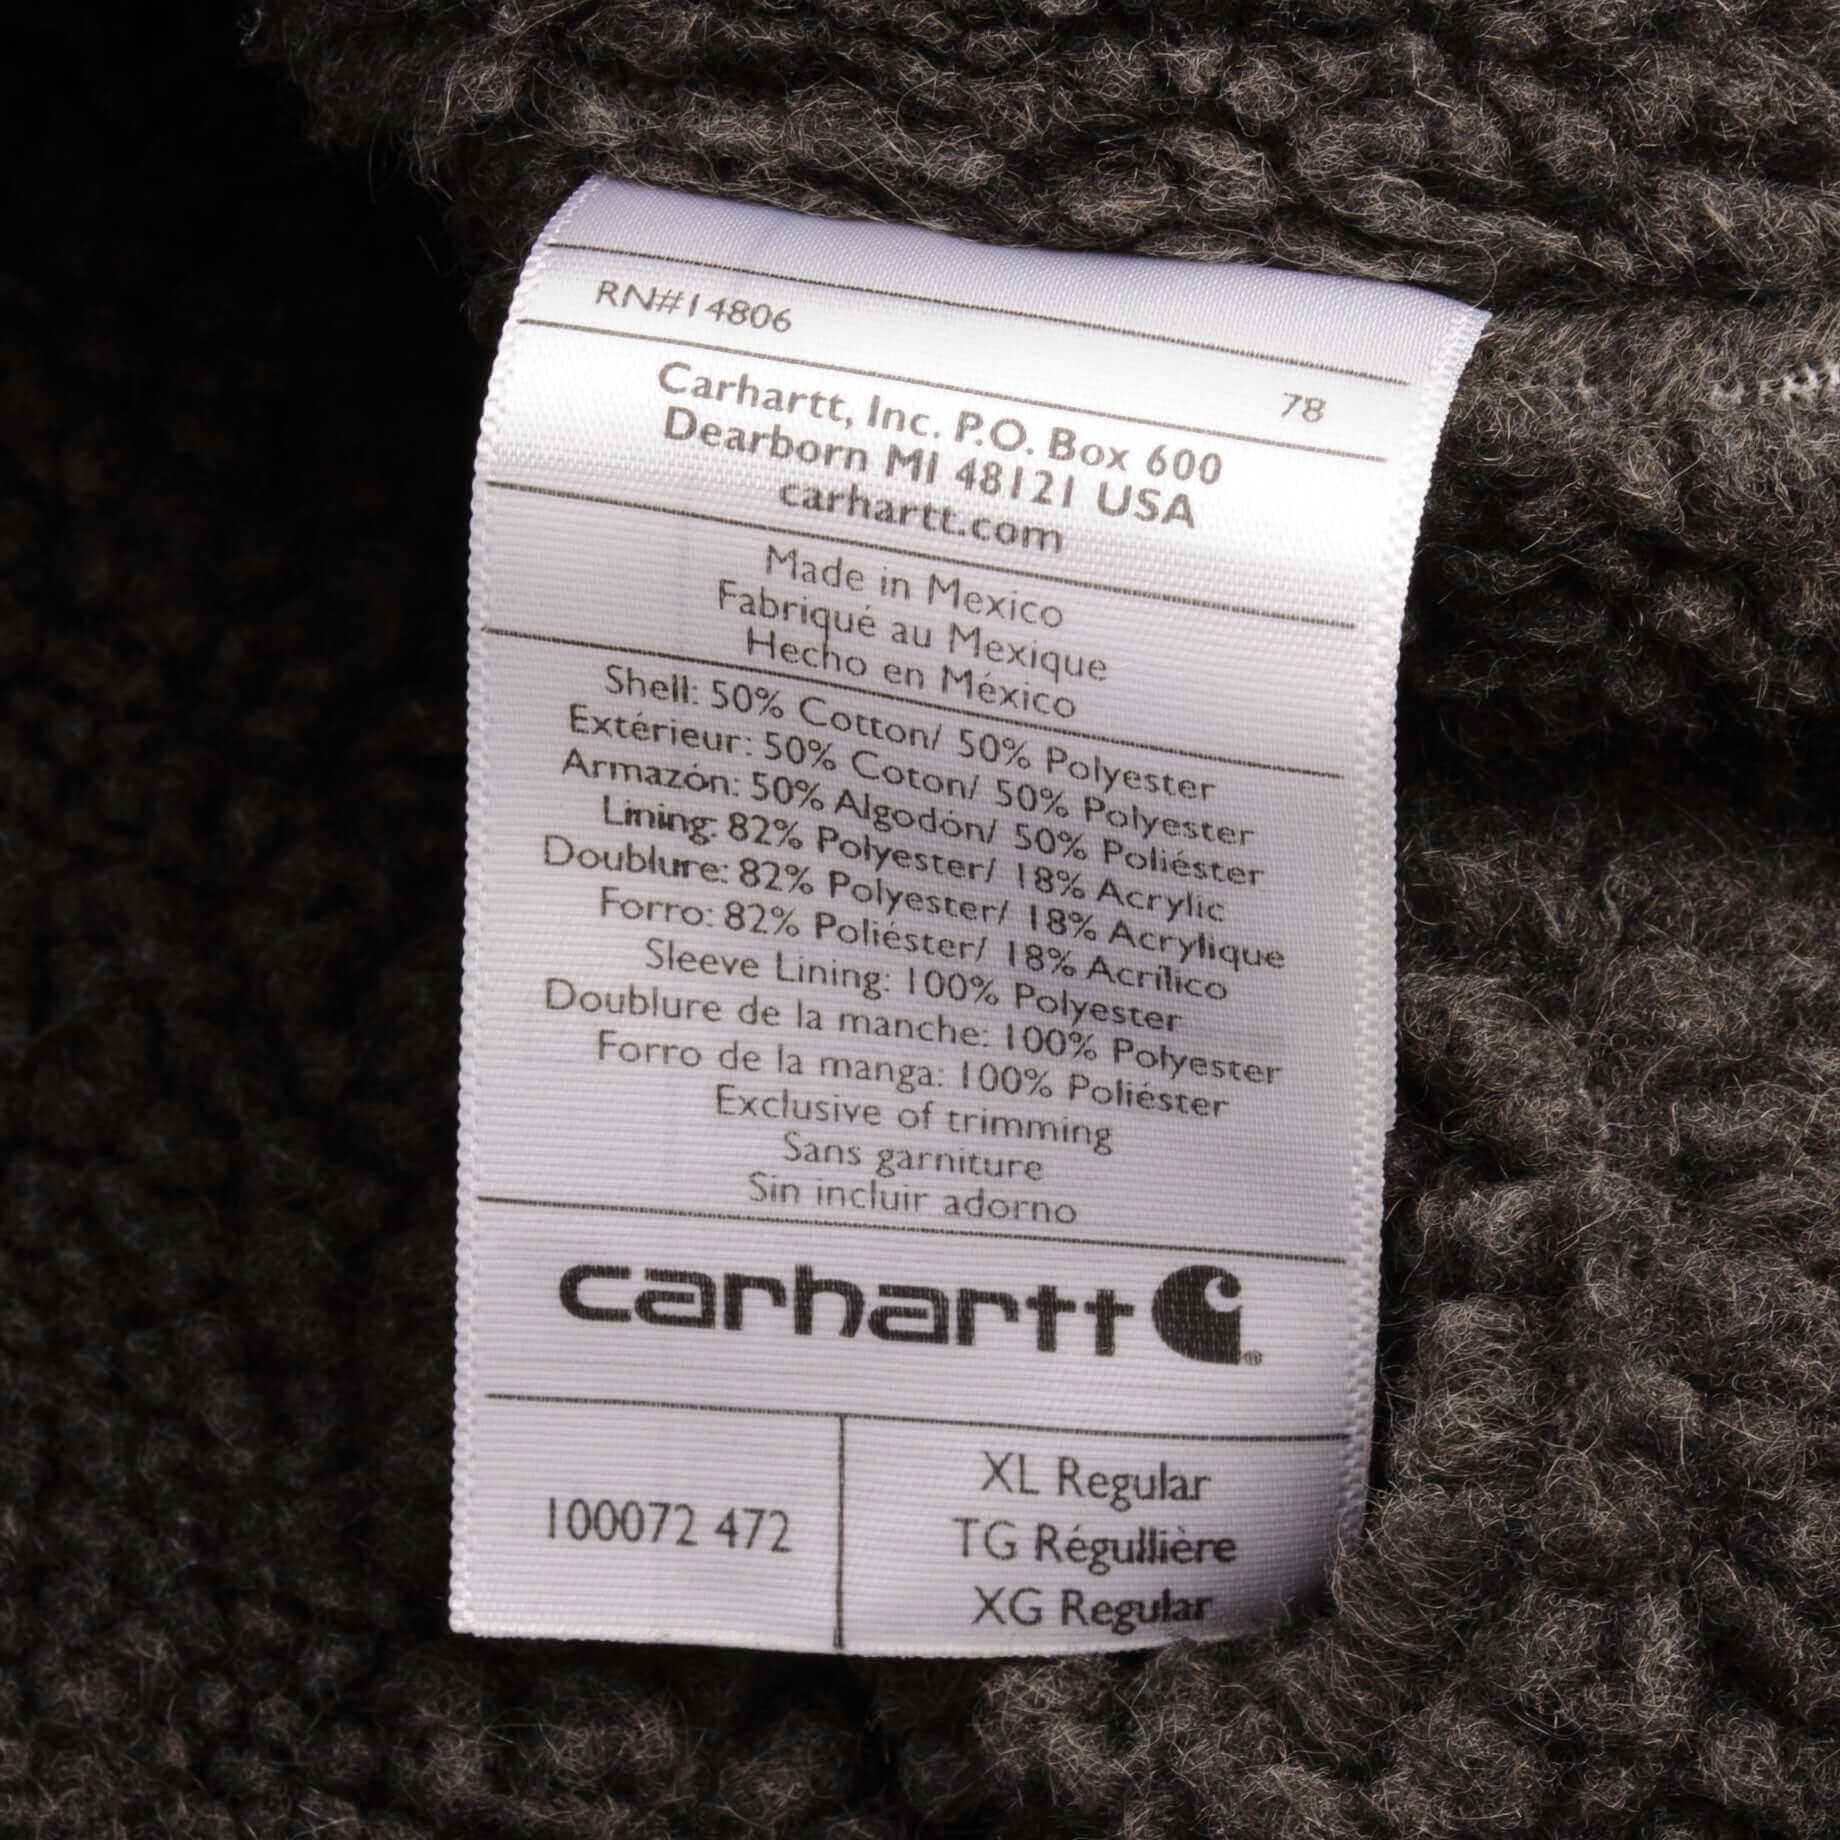 RN#14806
78
Carhartt, Inc. P.O. Box 600
Dearborn MI 48121 USA
carhartt.com
Made in Mexico
Fabriqué au Mexique
Hecho en México
Shell: 50% Cotton/ 50% Polyester
Extérieur: 50% Coton/ 50% Polyester
Armazón: 50% Algodón/ 50% Poliéster
Lining: 82% Polyester/ 18% Acrylic
Doublure: 82% Polyester/ 18% Acrylique
Forro: 82% Poliéster/ 18% Acrílico
Sleeve Lining: 100% Polyester
Doublure de la manche: 100% Polyester
Forro de la manga: 100% Poliéster
Exclusive of trimming
Sans garniture
Sin incluir adorno
carhartt ®
100072 472
XL Regular
TG Régullière
XG Regular